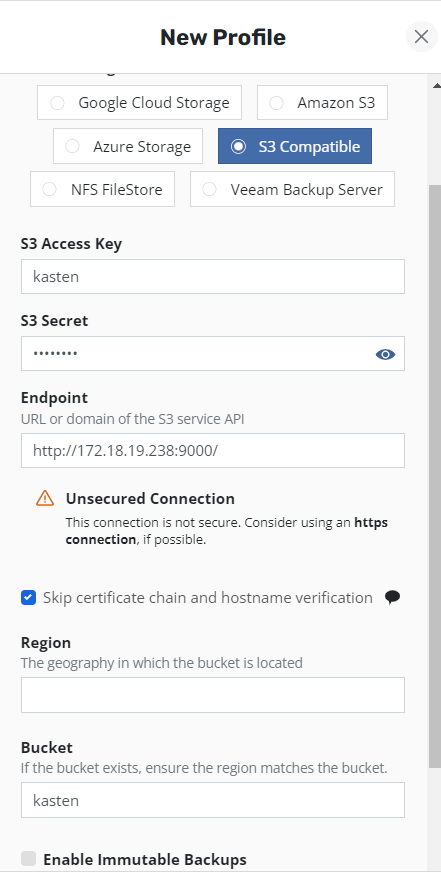 New Profile
Google Cloud Storage
Amazon S3
Azure Storage
S3 Compatible
NFS FileStore
Veeam Backup Server
S3 Access Key
kasten
S3 Secret
••••••••
Endpoint
URL or domain of the S3 service API
http://172.18.19.238:9000/
Unsecured Connection
This connection is not secure. Consider using an https
connection, if possible.
Skip certificate chain and hostname verification
Region
The geography in which the bucket is located
Bucket
If the bucket exists, ensure the region matches the bucket.
kasten
Enable Immutable Backups